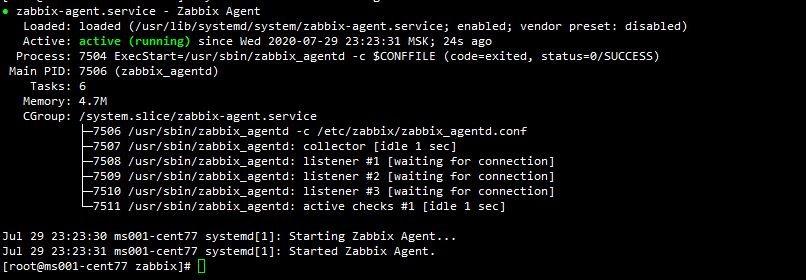 ● zabbix-agent.service - Zabbix Agent
   Loaded: loaded (/usr/lib/systemd/system/zabbix-agent.service; enabled; vendor preset: disabled)
   Active: active (running) since Wed 2020-07-29 23:23:31 MSK; 24s ago
  Process: 7504 ExecStart=/usr/sbin/zabbix_agentd -c $CONFFILE (code=exited, status=0/SUCCESS)
 Main PID: 7506 (zabbix_agentd)
    Tasks: 6
   Memory: 4.7M
   CGroup: /system.slice/zabbix-agent.service
           ├─7506 /usr/sbin/zabbix_agentd -c /etc/zabbix/zabbix_agentd.conf
           ├─7507 /usr/sbin/zabbix_agentd: collector [idle 1 sec]
           ├─7508 /usr/sbin/zabbix_agentd: listener #1 [waiting for connection]
           ├─7509 /usr/sbin/zabbix_agentd: listener #2 [waiting for connection]
           ├─7510 /usr/sbin/zabbix_agentd: listener #3 [waiting for connection]
           └─7511 /usr/sbin/zabbix_agentd: active checks #1 [idle 1 sec]

Jul 29 23:23:30 ms001-cent77 systemd[1]: Starting Zabbix Agent...
Jul 29 23:23:31 ms001-cent77 systemd[1]: Started Zabbix Agent.
[root@ms001-cent77 zabbix]#